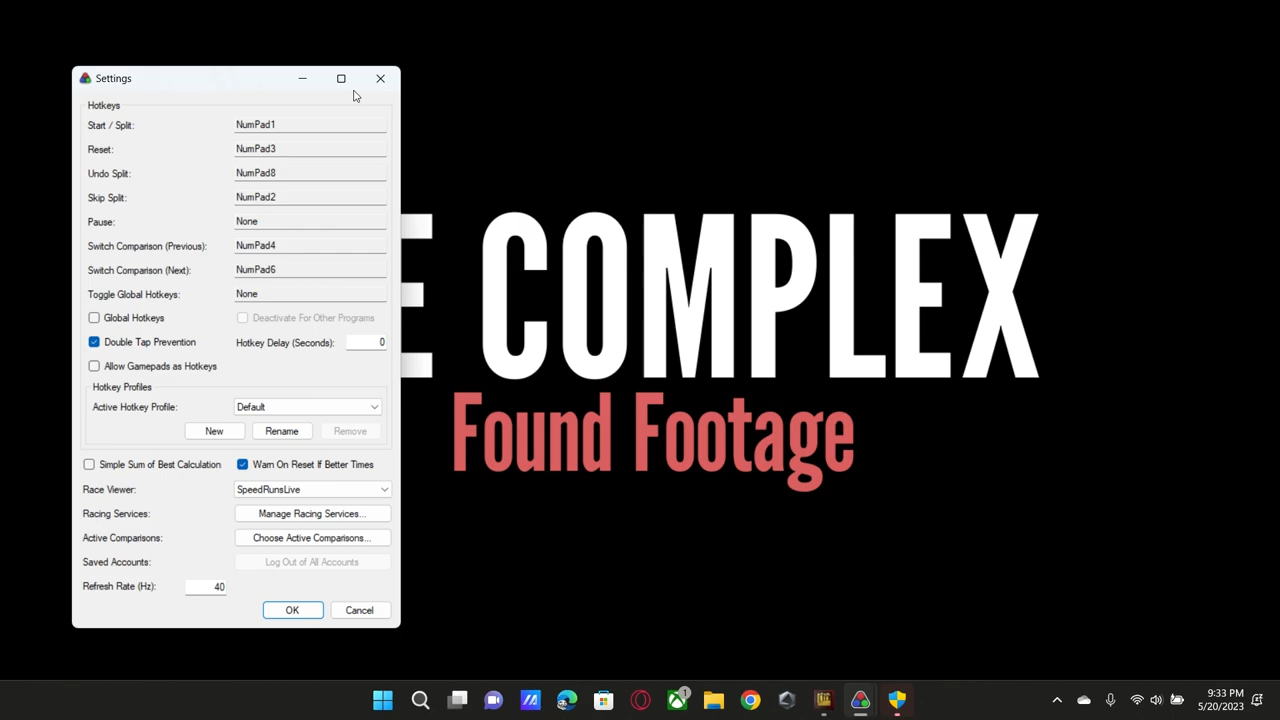 Settings
Hotkeys
Start / Split: NumPad1
Reset: NumPad3
Undo Split: NumPad8
Skip Split: NumPad2
Pause: None
Switch Comparison (Previous): NumPad4
Switch Comparison (Next): NumPad6
Toggle Global Hotkeys: None
Global Hotkeys Deactivate For Other Programs
Double Tap Prevention Hotkey Delay (Seconds): 0
Allow Gamepads as Hotkeys
Hotkey Profiles
Active Hotkey Profile: Default
New Rename Remove
Simple Sum of Best Calculation Warn On Reset If Better Times
Race Viewer: SpeedRunsLive
Racing Services: Manage Racing Services...
Active Comparisons: Choose Active Comparisons...
Saved Accounts: Log Out of All Accounts
Refresh Rate (Hz): 40
OK Cancel
E COMPLEX
Found Footage
1
9:33 PM
5/20/2023